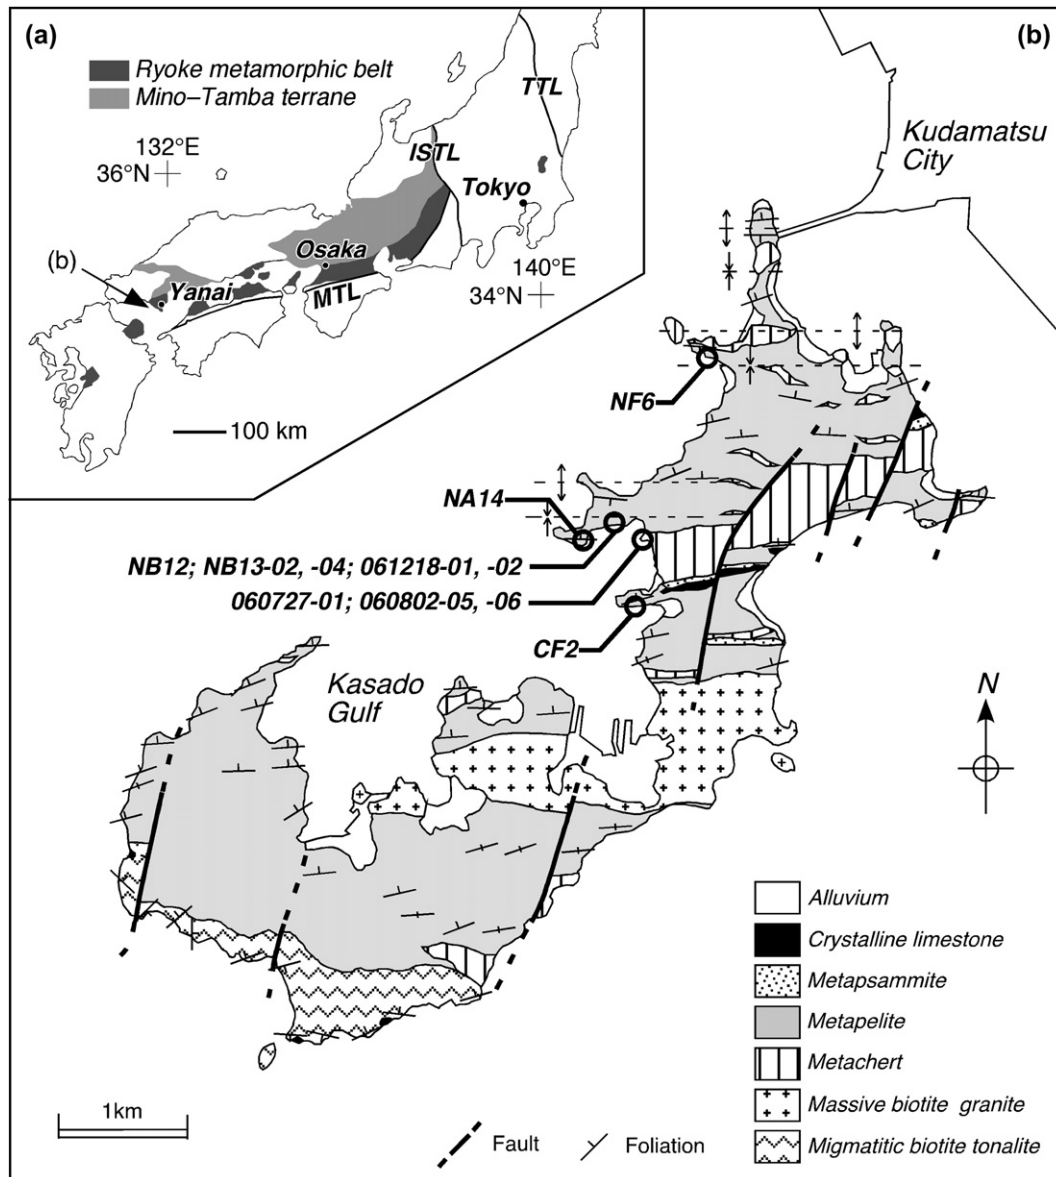 (a)
Ryoke metamorphic belt
Mino–Tamba terrane
132°E
36°N
TTL
ISTL
Tokyo
Osaka
140°E
34°N
(b)
Yanai
MTL
100 km
(b)
Kudamatsu
City
NF6
NA14
NB12; NB13-02, -04; 061218-01, -02
060727-01; 060802-05, -06
CF2
Kasado
Gulf
N
Alluvium
Crystalline limestone
Metapsammite
Metapelite
Metachert
Massive biotite granite
Migmatitic biotite tonalite
1km
Fault
Foliation